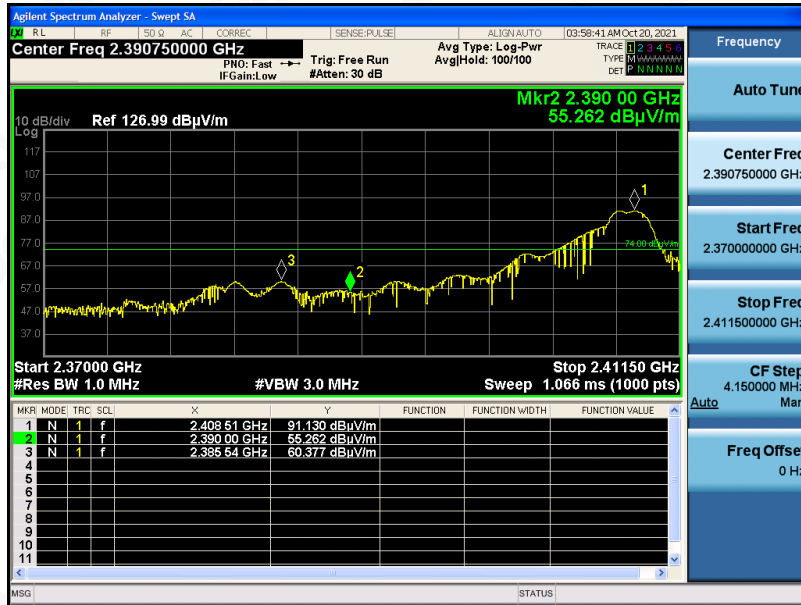 Agilent Spectrum Analyzer - Swept SA
LXI RL RF 50 Ω AC CORREC SENSE:PULSE ALIGN AUTO 03:58:41 AM Oct 20, 2021
Center Freq 2.390750000 GHz
PNO: Fast
IFGain:Low
Trig: Free Run
#Atten: 30 dB
Avg Type: Log-Pwr
Avg|Hold: 100/100
TRACE 1 2 3 4 5 6
TYPE M
DET P N N N N N
Mkr2 2.390 00 GHz
55.262 dBµV/m
10 dB/div Ref 126.99 dBµV/m
Log
117
107
97.0
87.0
77.0
67.0
57.0
47.0
37.0
1
74.00 dBµV/m
3
2
Start 2.37000 GHz Stop 2.41150 GHz
#Res BW 1.0 MHz #VBW 3.0 MHz Sweep 1.066 ms (1000 pts)
MKR MODE TRC SCL X Y FUNCTION FUNCTION WIDTH FUNCTION VALUE
1 N 1 f 2.408 51 GHz 91.130 dBµV/m
2 N 1 f 2.390 00 GHz 55.262 dBµV/m
3 N 1 f 2.385 54 GHz 60.377 dBµV/m
4
5
6
7
8
9
10
11
MSG STATUS
Frequency
Auto Tune
Center Freq
2.390750000 GHz
Start Freq
2.370000000 GHz
Stop Freq
2.411500000 GHz
CF Step
4.150000 MHz
Auto Man
Freq Offset
0 Hz